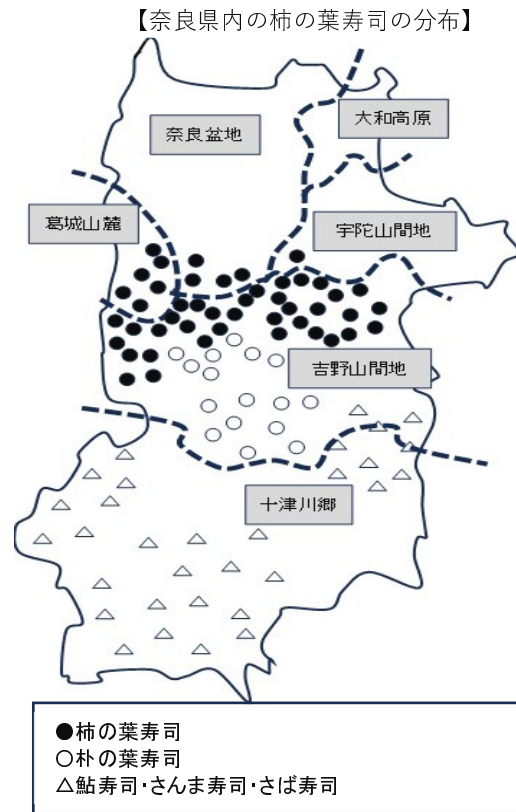 【奈良県内の柿の葉寿司の分布】
大和高原
奈良盆地
葛城山麓
宇陀山間地
吉野山間地
十津川郷
●柿の葉寿司
○朴の葉寿司
△鮎寿司・さんま寿司・さば寿司